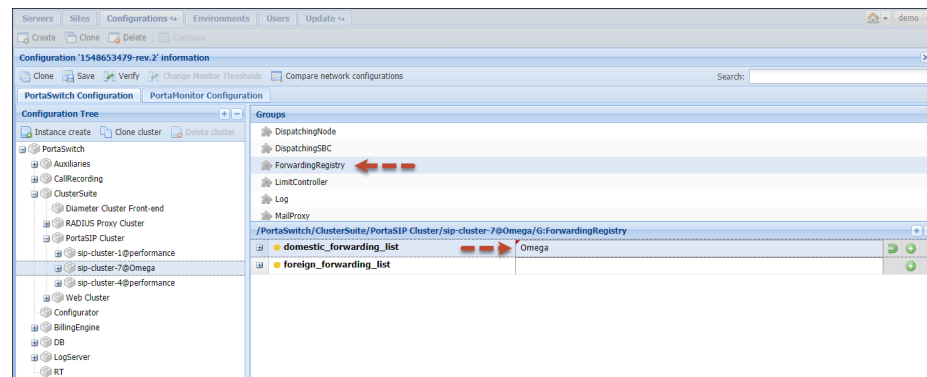 Servers Sites Configurations Environments Users Update demo
Create Clone Delete Compare
Configuration '1548653479-rev.2' information
Clone Save Verify Change Monitor Thresholds Compare network configurations Search:
PortaSwitch Configuration PortaMonitor Configuration
Configuration Tree
Instance create Clone cluster Delete cluster
PortaSwitch
Auxiliaries
CallRecording
ClusterSuite
Diameter Cluster Front-end
RADIUS Proxy Cluster
PortaSIP Cluster
sip-cluster-1@performance
sip-cluster-7@Omega
sip-cluster-4@performance
Web Cluster
Configurator
BillingEngine
DB
LogServer
RT
Groups
DispatchingNode
DispatchingSBC
ForwardingRegistry
LimitController
Log
MailProxy
/PortaSwitch/ClusterSuite/PortaSIP Cluster/sip-cluster-7@Omega/G:ForwardingRegistry
domestic_forwarding_list Omega
foreign_forwarding_list